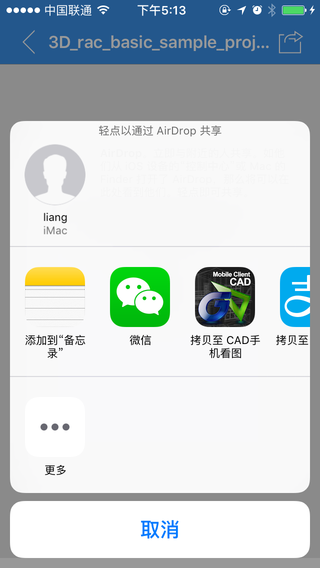 中国联通 下午5:13
3D_rac_basic_sample_proj...
轻点以通过 AirDrop 共享
liang
iMac
Mobile Client
CAD
添加到“备忘
录”
微信
拷贝至 CAD手
机看图
拷贝至
更多
取消